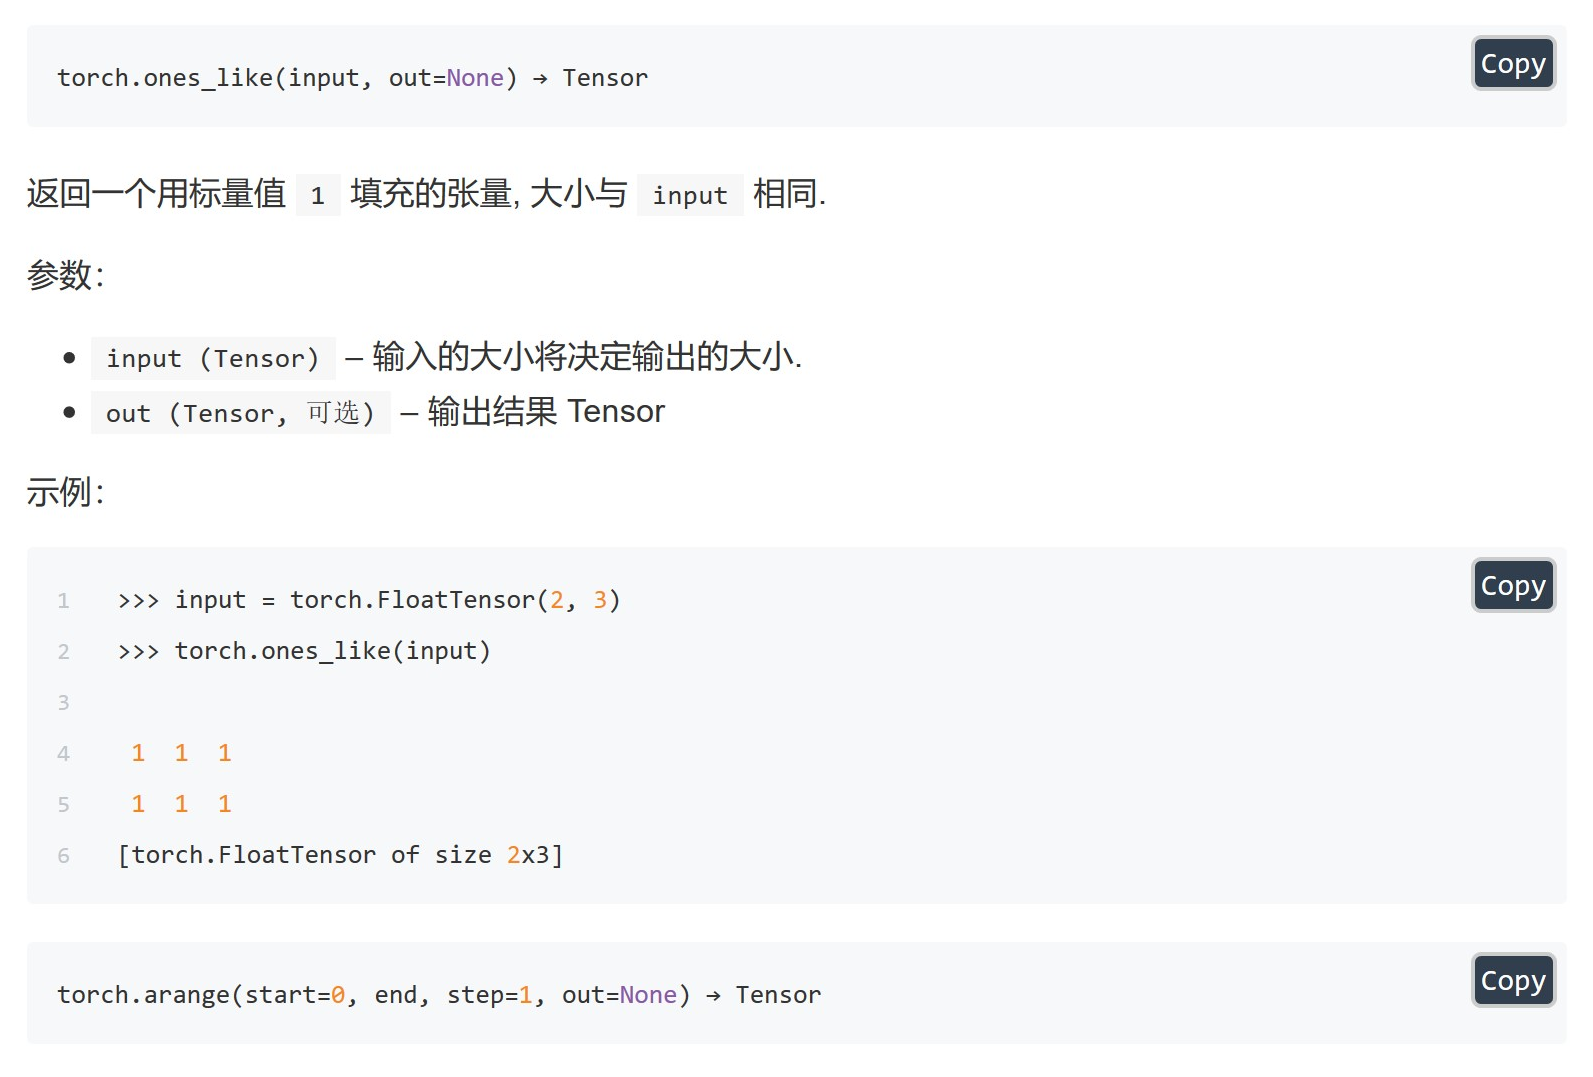 torch.ones_like(input, out=None) → Tensor
Copy
返回一个用标量值 1 填充的张量, 大小与 input 相同.
参数：
• input (Tensor) – 输入的大小将决定输出的大小.
• out (Tensor, 可选) – 输出结果 Tensor
示例：
Copy
1 >>> input = torch.FloatTensor(2, 3)
2 >>> torch.ones_like(input)
3
4 1 1 1
5 1 1 1
6 [torch.FloatTensor of size 2x3]
torch.arange(start=0, end, step=1, out=None) → Tensor
Copy